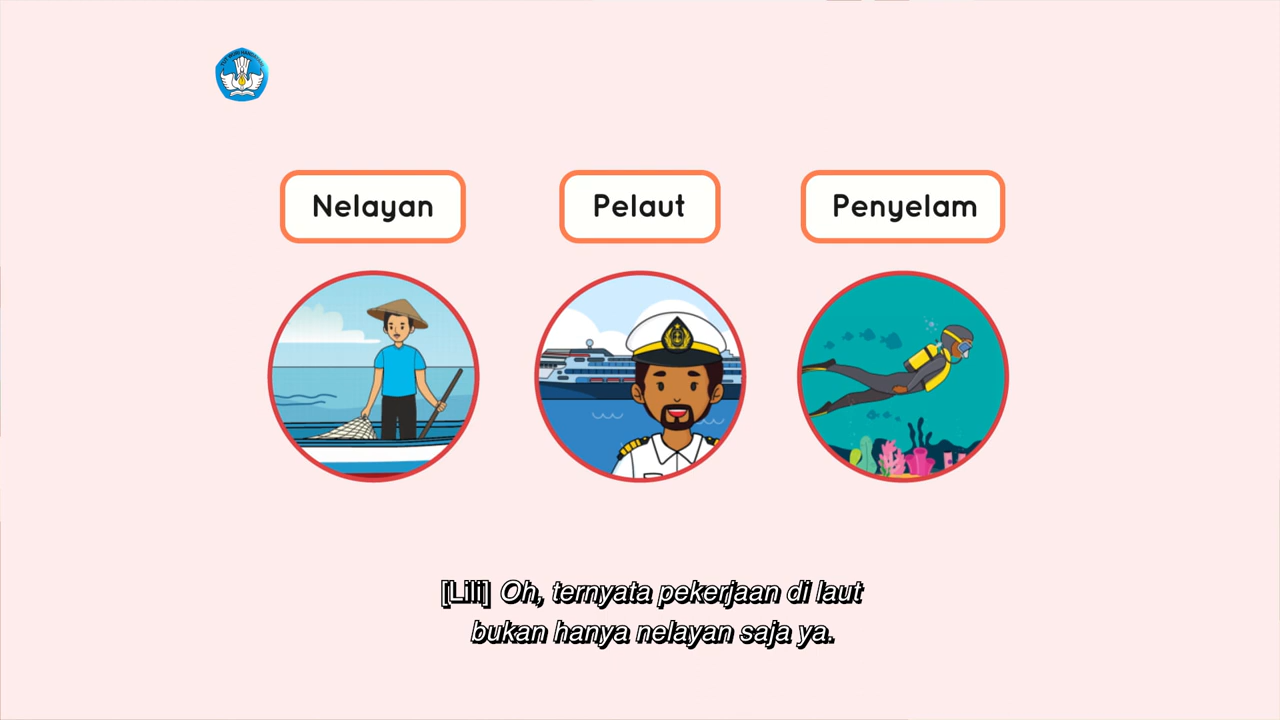 Nelayan
Pelaut
Penyelam
[Lili] Oh, ternyata pekerjaan di laut
bukan hanya nelayan saja ya.